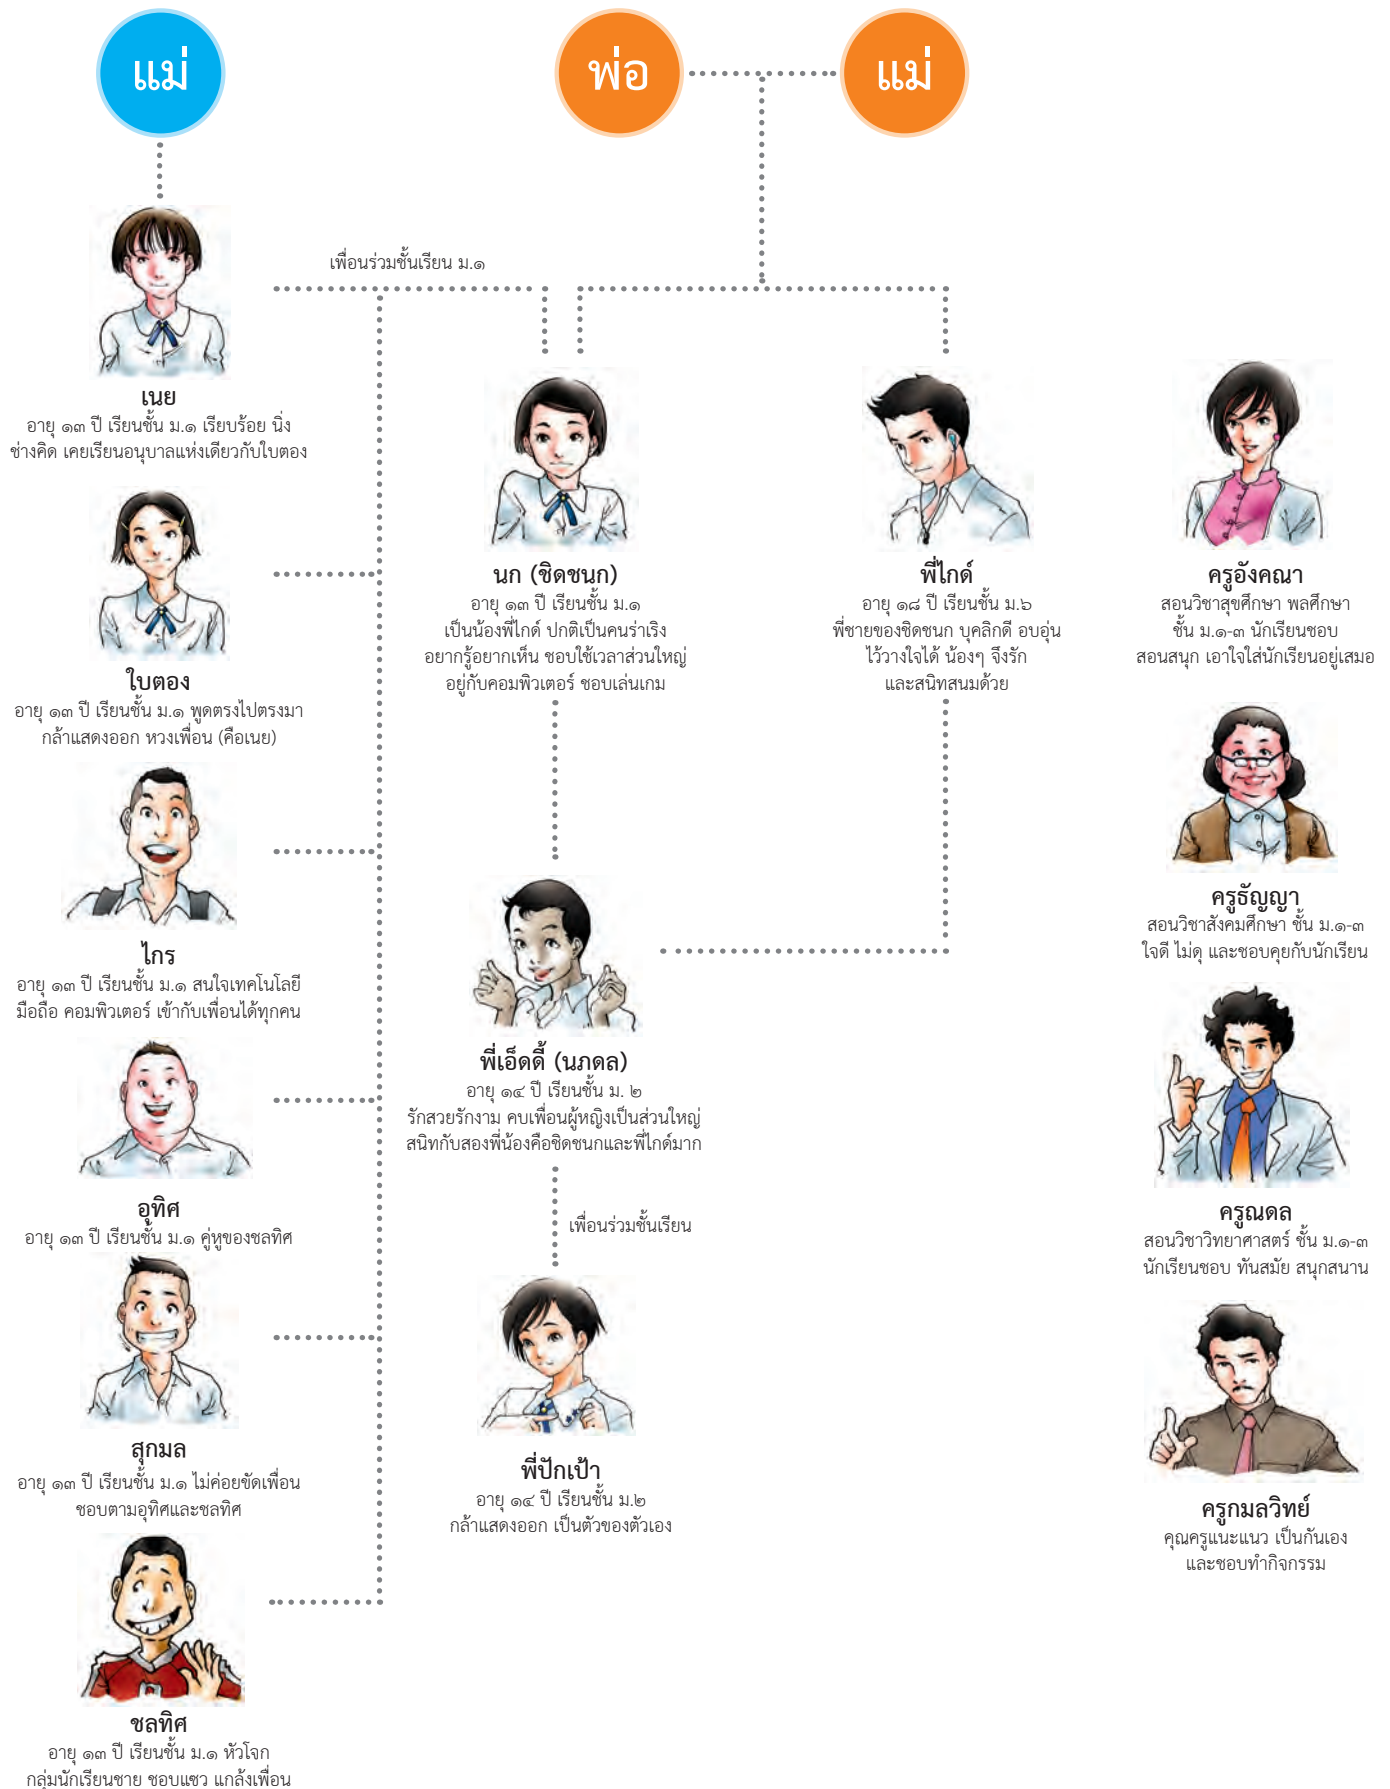 แม่
พ่อ
แม่
เพื่อนร่วมชั้นเรียน ม.๑
เนย
อายุ ๑๓ ปี เรียนชั้น ม.๑ เรียบร้อย นิ่ง
ช่างคิด เคยเรียนอนุบาลแห่งเดียวกับใบตอง
ใบตอง
อายุ ๑๓ ปี เรียนชั้น ม.๑ พูดตรงไปตรงมา
กล้าแสดงออก หวงเพื่อน (คือเนย)
ไกร
อายุ ๑๓ ปี เรียนชั้น ม.๑ สนใจเทคโนโลยี
มือถือ คอมพิวเตอร์ เข้ากับเพื่อนได้ทุกคน
อุทิศ
อายุ ๑๓ ปี เรียนชั้น ม.๑ คู่หูของชลทิศ
สุกมล
อายุ ๑๓ ปี เรียนชั้น ม.๑ ไม่ค่อยขัดเพื่อน
ชอบตามอุทิศและชลทิศ
ชลทิศ
อายุ ๑๓ ปี เรียนชั้น ม.๑ หัวโจก
กลุ่มนักเรียนชาย ชอบแซว แกล้งเพื่อน
นก (ชิดชนก)
อายุ ๑๓ ปี เรียนชั้น ม.๑
เป็นน้องพี่ไกด์ ปกติเป็นคนร่าเริง
อยากรู้อยากเห็น ชอบใช้เวลาส่วนใหญ่
อยู่กับคอมพิวเตอร์ ชอบเล่นเกม
พี่เอ็ดดี้ (นภดล)
อายุ ๑๔ ปี เรียนชั้น ม. ๒
รักสวยรักงาม คบเพื่อนผู้หญิงเป็นส่วนใหญ่
สนิทกับสองพี่น้องคือชิดชนกและพี่ไกด์มาก
เพื่อนร่วมชั้นเรียน
พี่ปักเป้า
อายุ ๑๔ ปี เรียนชั้น ม.๒
กล้าแสดงออก เป็นตัวของตัวเอง
พี่ไกด์
อายุ ๑๘ ปี เรียนชั้น ม.๖
พี่ชายของชิดชนก บุคลิกดี อบอุ่น
ไว้วางใจได้ น้องๆ จึงรัก
และสนิทสนมด้วย
ครูอังคณา
สอนวิชาสุขศึกษา พลศึกษา
ชั้น ม.๑-๓ นักเรียนชอบ
สอนสนุก เอาใจใส่นักเรียนอยู่เสมอ
ครูธัญญา
สอนวิชาสังคมศึกษา ชั้น ม.๑-๓
ใจดี ไม่ดุ และชอบคุยกับนักเรียน
ครูณดล
สอนวิชาวิทยาศาสตร์ ชั้น ม.๑-๓
นักเรียนชอบ ทันสมัย สนุกสนาน
ครูกมลวิทย์
คุณครูแนะแนว เป็นกันเอง
และชอบทำกิจกรรม